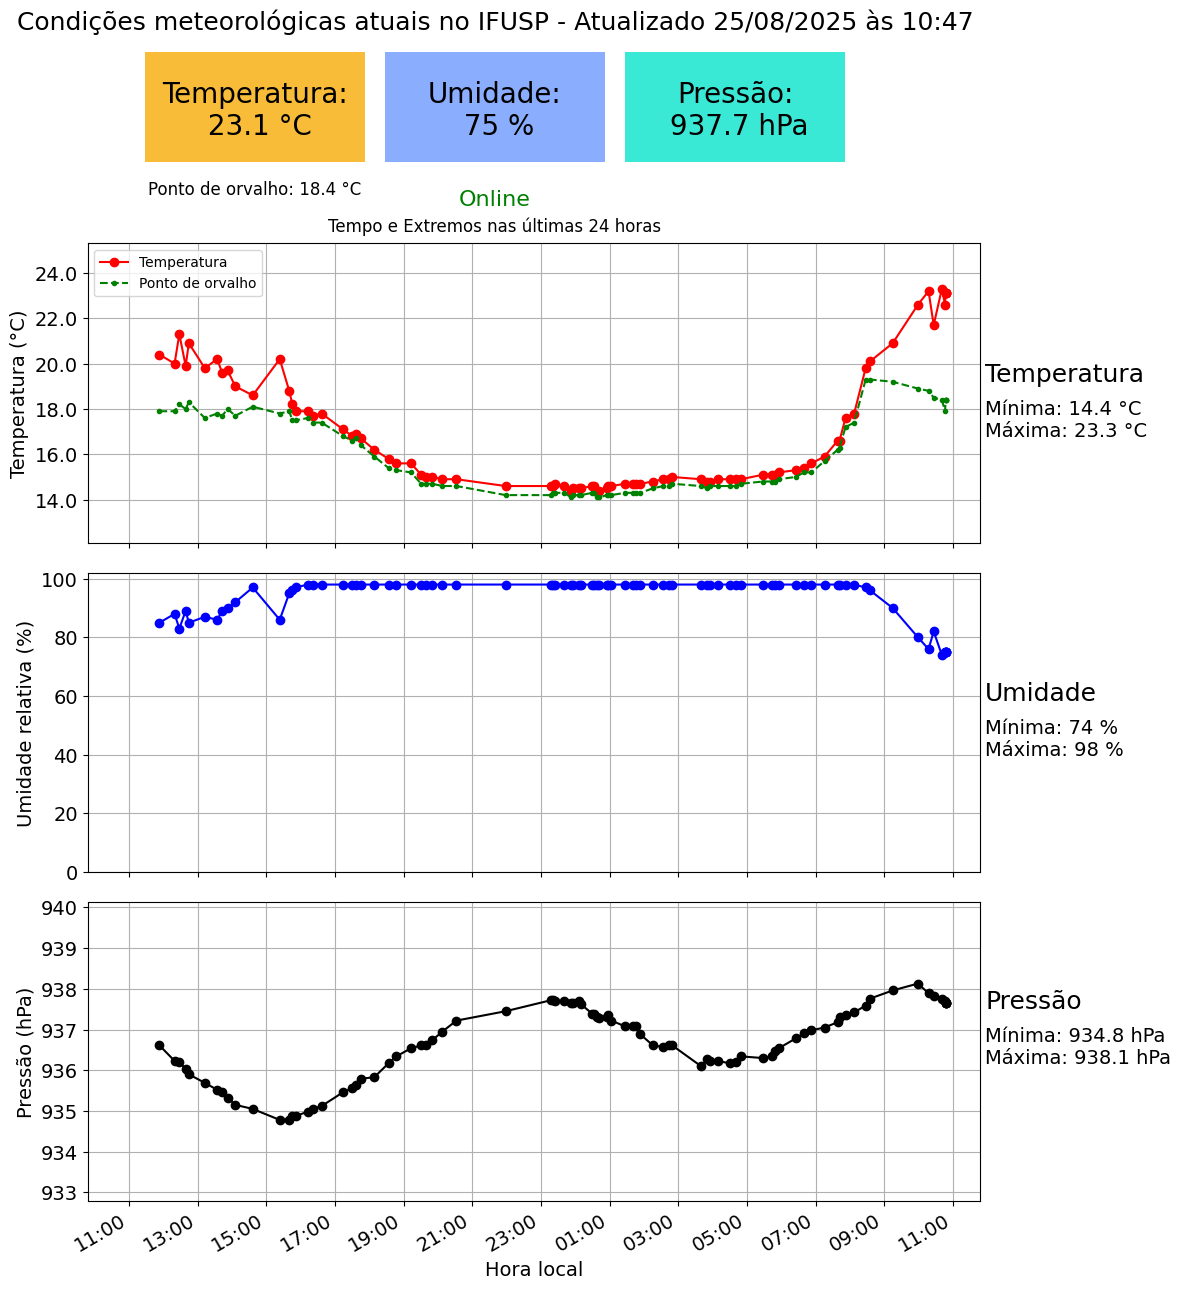 Condições meteorológicas atuais no IFUSP - Atualizado 25/08/2025 às 10:47
Temperatura:
23.1 °C
Umidade:
75 %
Pressão:
937.7 hPa
Ponto de orvalho: 18.4 °C
Online
Tempo e Extremos nas últimas 24 horas
Temperatura
Ponto de orvalho
Temperatura (°C)
24.0
22.0
20.0
18.0
16.0
14.0
Temperatura
Mínima: 14.4 °C
Máxima: 23.3 °C
Umidade relativa (%)
100
80
60
40
20
0
Umidade
Mínima: 74 %
Máxima: 98 %
Pressão (hPa)
940
939
938
937
936
935
934
933
Pressão
Mínima: 934.8 hPa
Máxima: 938.1 hPa
11:00 13:00 15:00 17:00 19:00 21:00 23:00 01:00 03:00 05:00 07:00 09:00 11:00
Hora local